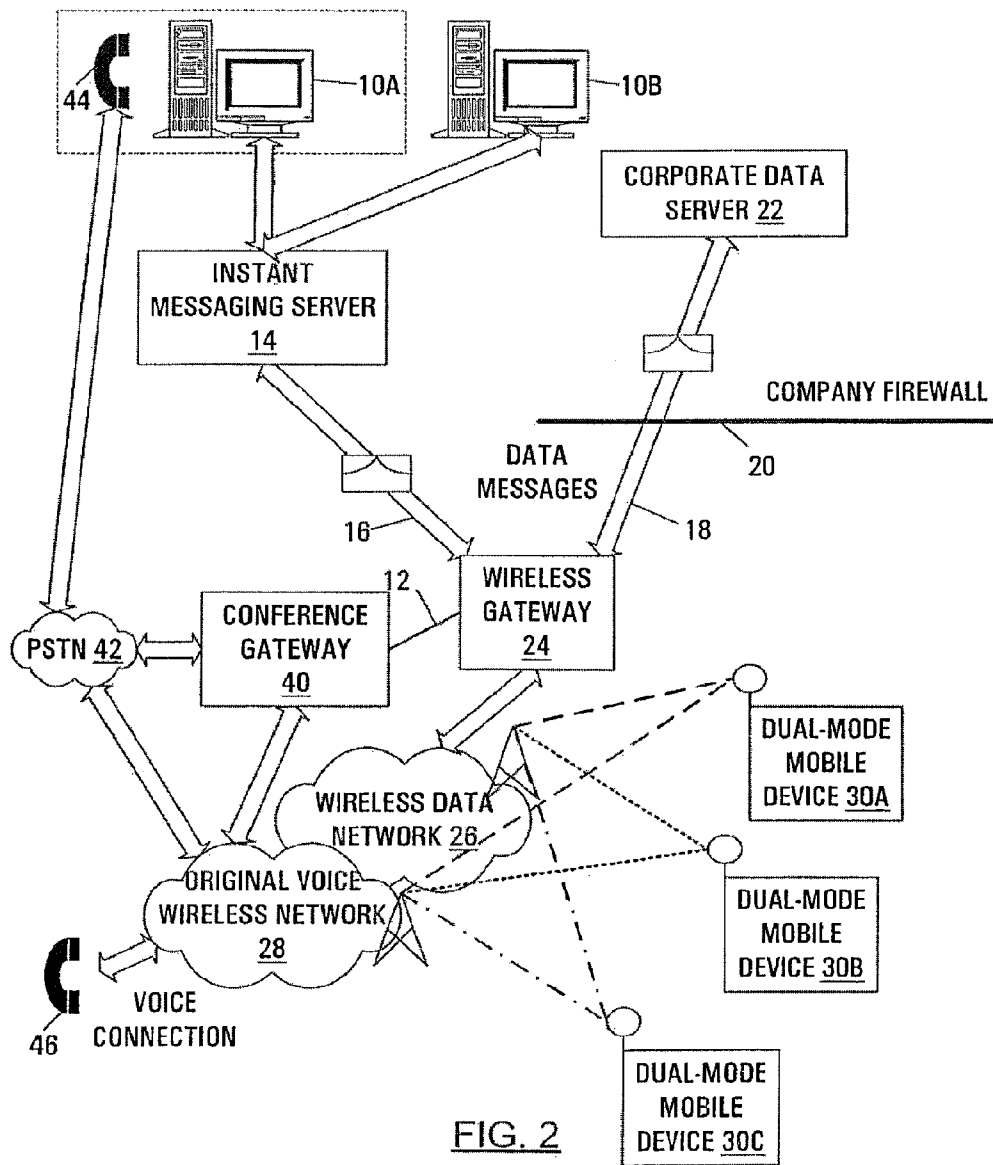 44
10A
10B
CORPORATE DATA
SERVER 22
INSTANT
MESSAGING SERVER
14
COMPANY FIREWALL
20
DATA
MESSAGES
16
18
12
WIRELESS
GATEWAY
24
CONFERENCE
GATEWAY
40
PSTN 42
DUAL-MODE
MOBILE
DEVICE 30A
WIRELESS DATA
NETWORK 26
ORIGINAL VOICE
WIRELESS NETWORK
28
DUAL-MODE
MOBILE
DEVICE 30B
46
VOICE
CONNECTION
DUAL-MODE
MOBILE
DEVICE 30C
FIG. 2